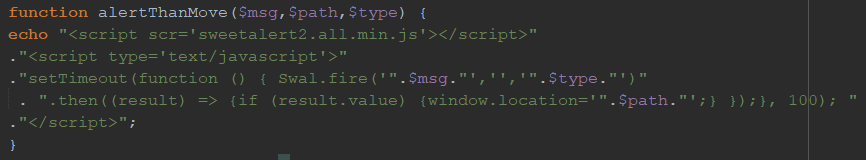 function alertThanMove($msg,$path,$type) {
echo "<script scr='sweetalert2.all.min.js'></script>"
."<script type='text/javascript'>"
."setTimeout(function () { Swal.fire('".$msg."','','".$type."')"
. ".then((result) => {if (result.value) {window.location='".$path."';} });}, 100); "
."</script>";
}